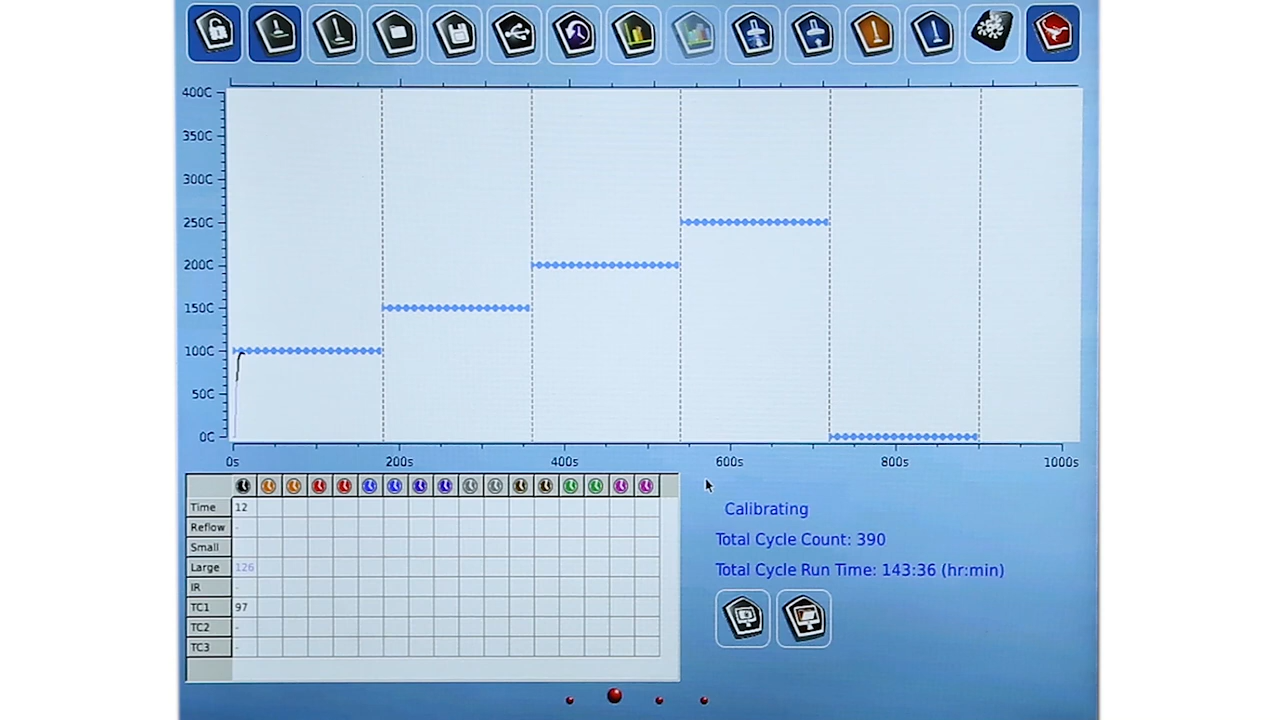 400C
350C
300C
250C
200C
150C
100C
50C
0C
0s 200s 400s 600s 800s 1000s
Time 12
Reflow -
Small
Large 126
IR -
TC1 97
TC2 -
TC3 -
Calibrating
Total Cycle Count: 390
Total Cycle Run Time: 143:36 (hr:min)